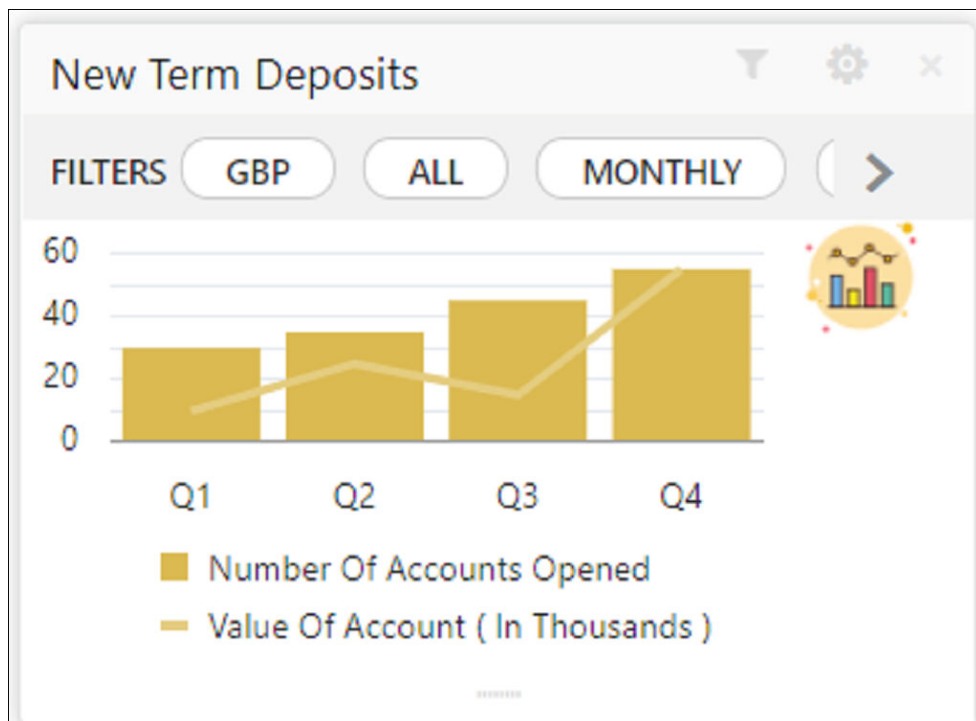 New Term Deposits
FILTERS GBP ALL MONTHLY
60
40
20
0
Q1 Q2 Q3 Q4
Number Of Accounts Opened
Value Of Account ( In Thousands )